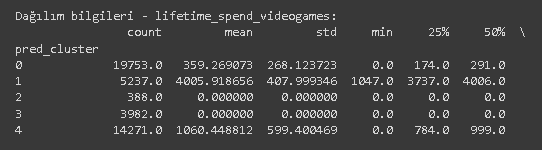 Dağılım bilgileri - lifetime_spend_videogames:
count mean std min 25% 50% \
pred_cluster
0 19753.0 359.269073 268.123723 0.0 174.0 291.0
1 5237.0 4005.918656 407.999346 1047.0 3737.0 4006.0
2 388.0 0.000000 0.000000 0.0 0.0 0.0
3 3982.0 0.000000 0.000000 0.0 0.0 0.0
4 14271.0 1060.448812 599.400469 0.0 784.0 999.0